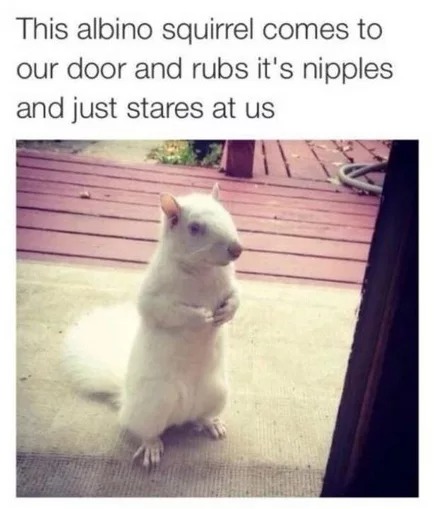 This albino squirrel comes to
our door and rubs it's nipples
and just stares at us